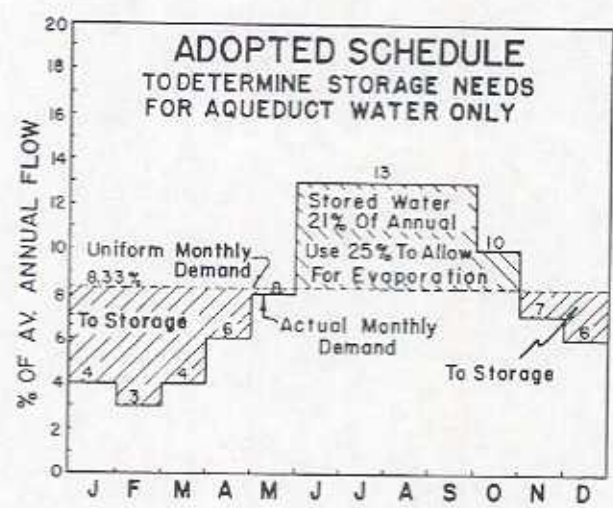 ADOPTED SCHEDULE
TO DETERMINE STORAGE NEEDS
FOR AQUEDUCT WATER ONLY
% OF AV. ANNUAL FLOW
20
18
16
14
12
10
8
6
4
2
0
13
Stored Water
21% Of Annual
Use 25% To Allow
For Evaporation
10
Uniform Monthly
Demand
8.33%
8
To Storage
Actual Monthly
Demand
4
3
4
6
7
6
To Storage
J F M A M J J A S O N D